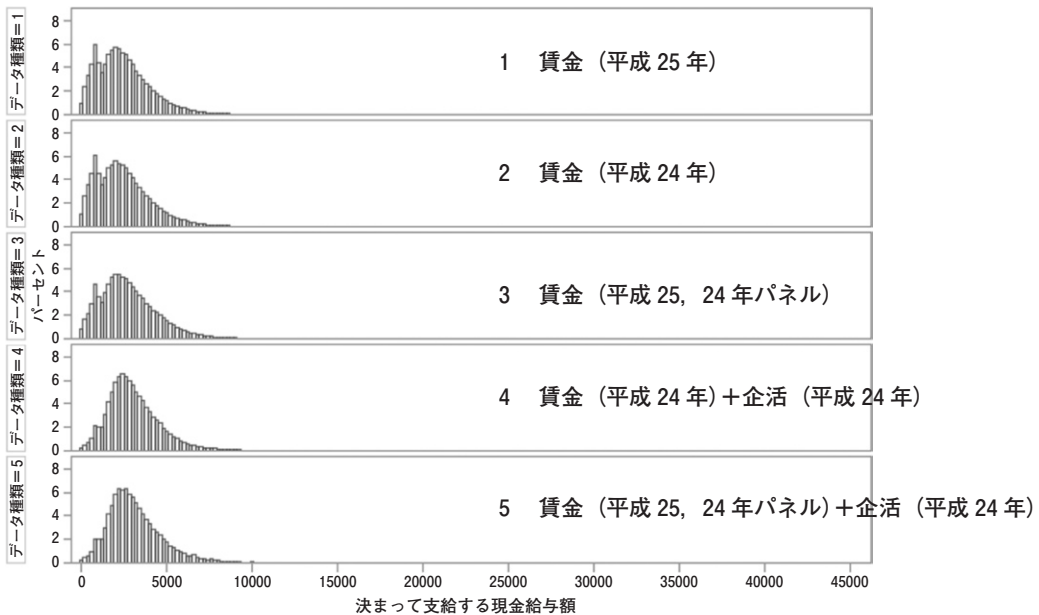 データ種類＝1
8
6
4
2
0
1　賃金（平成 25 年）
データ種類＝2
8
6
4
2
0
2　賃金（平成 24 年）
データ種類＝3
パーセント
8
6
4
2
0
3　賃金（平成 25，24 年パネル）
データ種類＝4
8
6
4
2
0
4　賃金（平成 24 年）＋企活（平成 24 年）
データ種類＝5
8
6
4
2
0
5　賃金（平成 25，24 年パネル）＋企活（平成 24 年）
0 5000 10000 15000 20000 25000 30000 35000 40000 45000
決まって支給する現金給与額